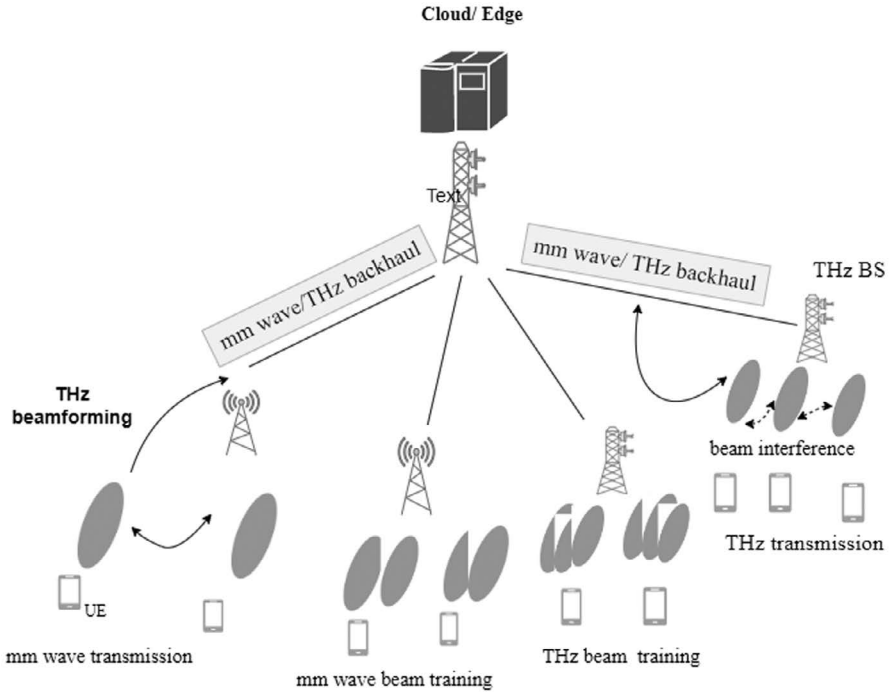 Cloud/ Edge
Text
mm wave/THz backhaul
mm wave/ THz backhaul
THz BS
THz
beamforming
beam interference
THz transmission
UE
mm wave transmission
mm wave beam training
THz beam training